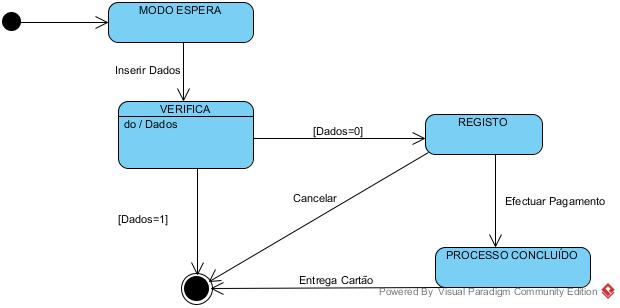 MODO ESPERA
Inserir Dados
VERIFICA
do / Dados
[Dados=0]
REGISTO
Cancelar
Efectuar Pagamento
[Dados=1]
PROCESSO CONCLUÍDO
Entrega Cartão
Powered By Visual Paradigm Community Edition